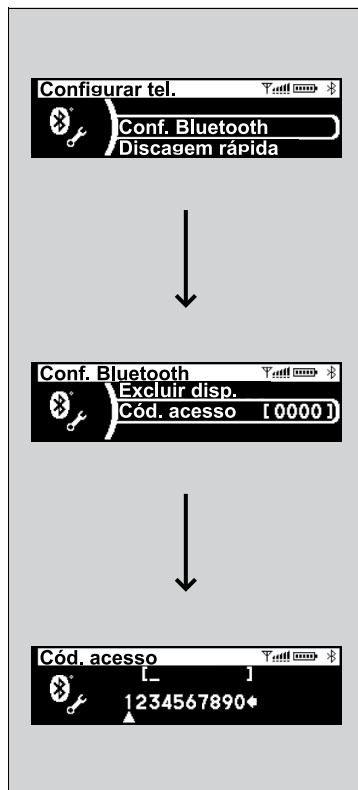 Configurar tel.
Conf. Bluetooth
Discagem rápida
Conf. Bluetooth
Excluir disp.
Cód. acesso [0000]
Cód. acesso
[_ ]
1234567890←